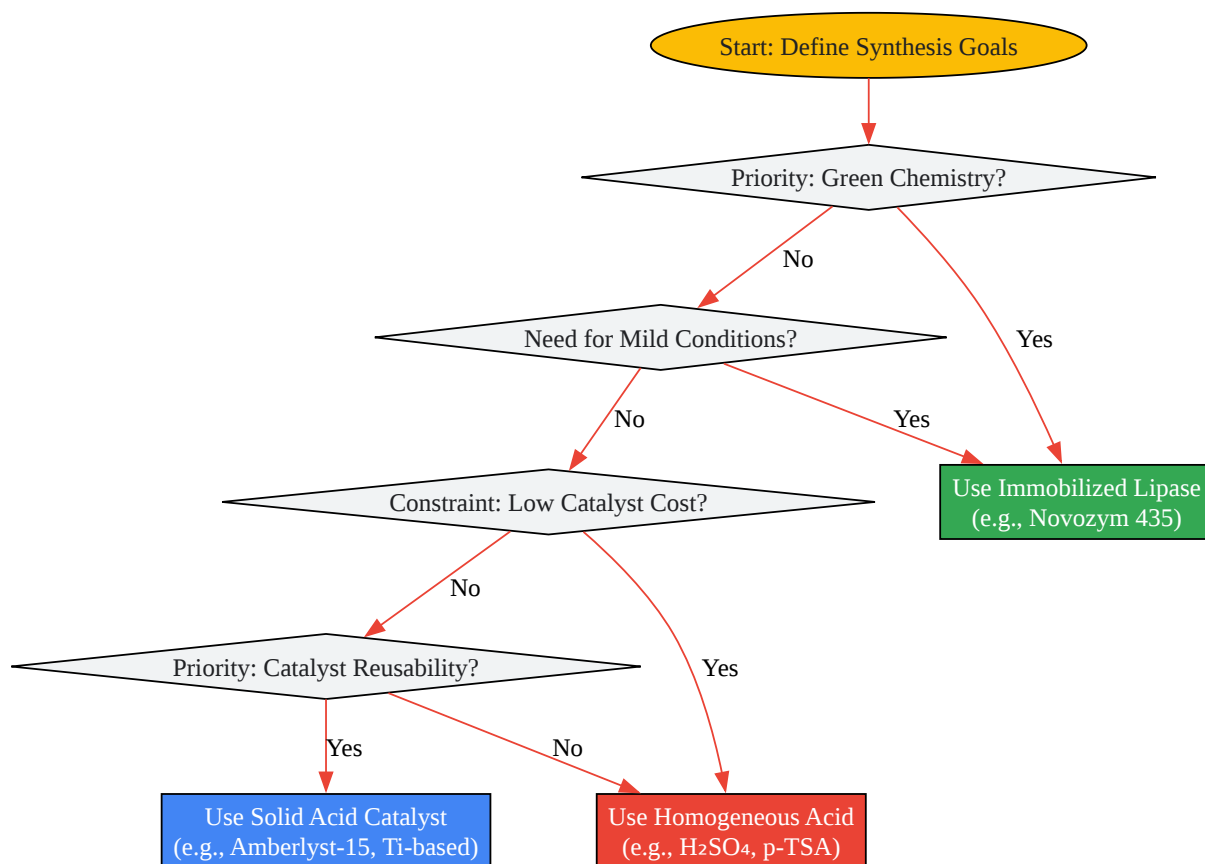 Start: Define Synthesis Goals
Priority: Green Chemistry?
No
Yes
Need for Mild Conditions?
No
Yes
Use Immobilized Lipase
(e.g., Novozym 435)
Constraint: Low Catalyst Cost?
No
Yes
Priority: Catalyst Reusability?
Yes
No
Use Solid Acid Catalyst
(e.g., Amberlyst-15, Ti-based)
Use Homogeneous Acid
(e.g., H₂SO₄, p-TSA)